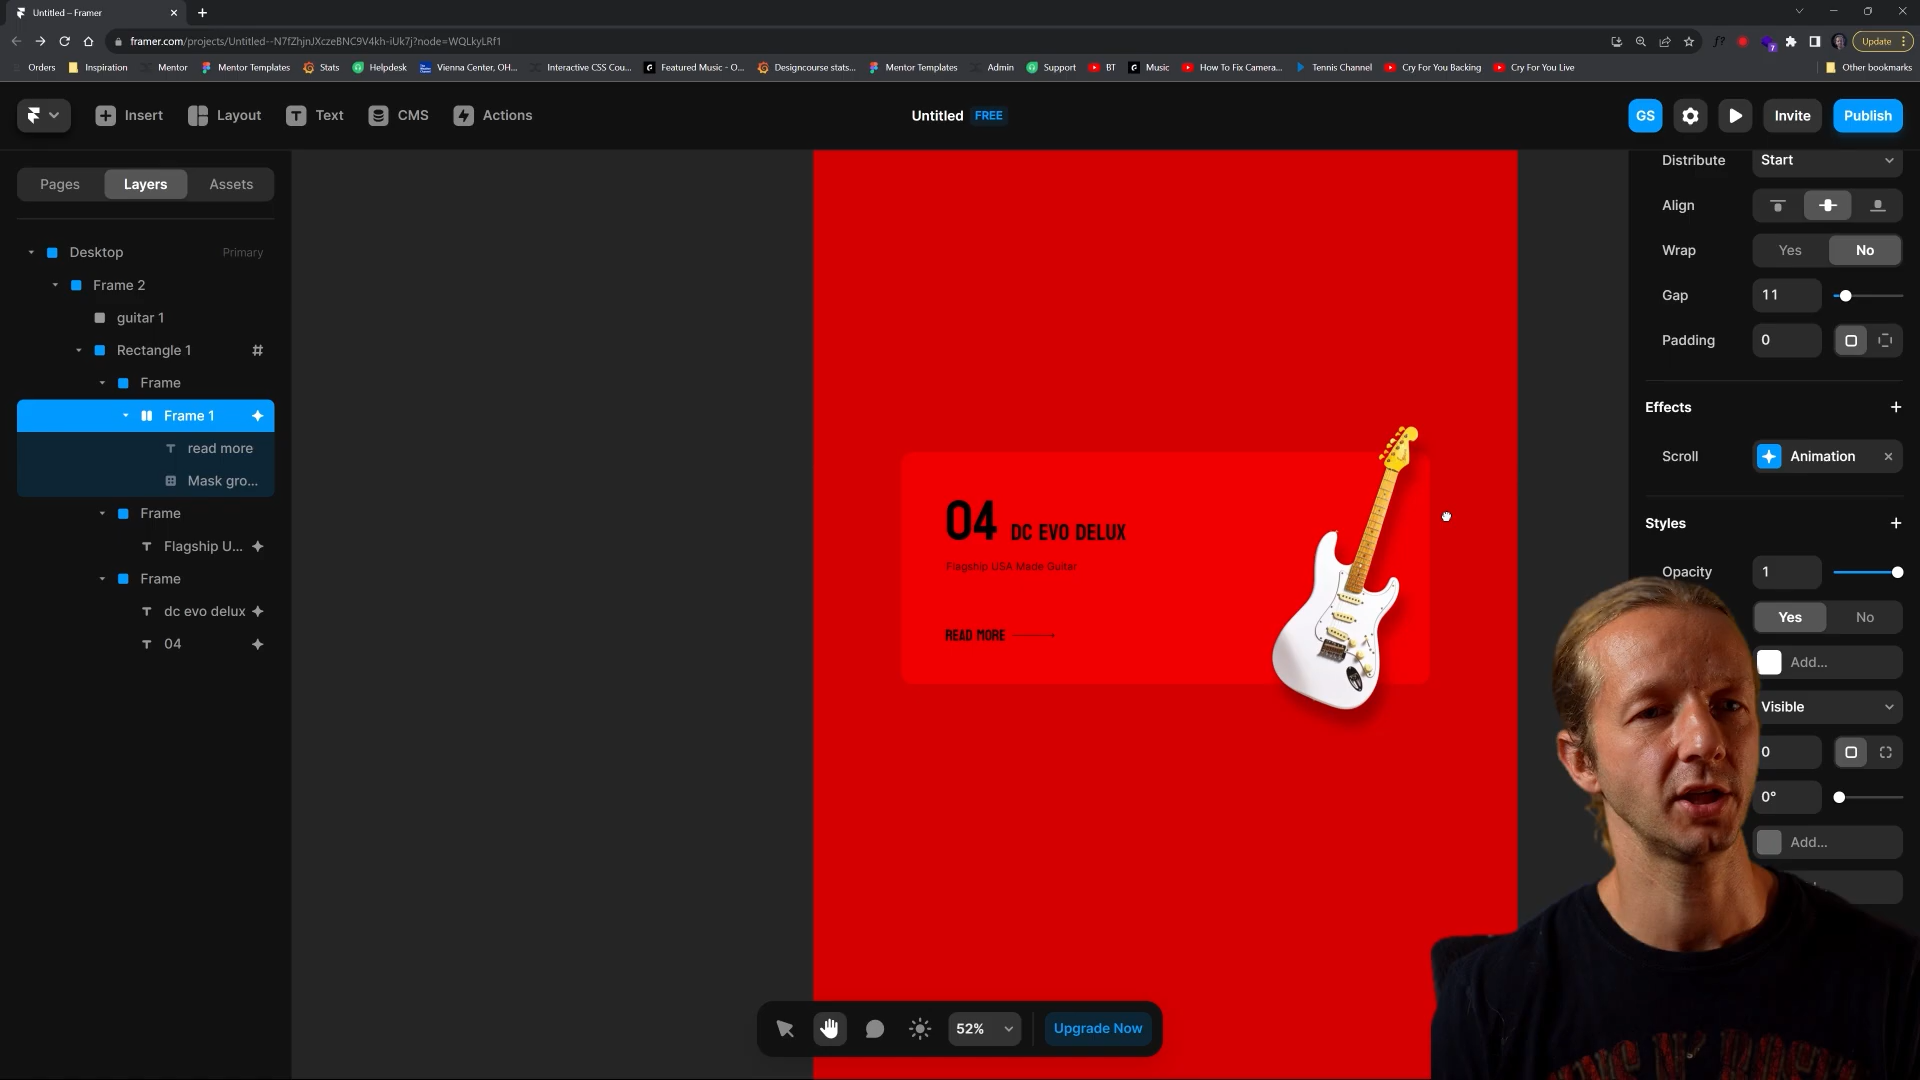 Untitled – Framer
framer.com/projects/Untitled--N7fZhjnJXczeBNC9V4kh-iUk7j?node=WQLkyLRf1
Update
Orders
Inspiration
Mentor
Mentor Templates
Stats
Helpdesk
Vienna Center, OH...
Interactive CSS Cou...
Featured Music - O...
Designcourse stats...
Mentor Templates
Admin
Support
BT
Music
How To Fix Camera...
Tennis Channel
Cry For You Backing
Cry For You Live
Other bookmarks
Insert
Layout
Text
CMS
Actions
Untitled FREE
GS
Invite
Publish
Pages
Layers
Assets
Desktop
Primary
Frame 2
guitar 1
Rectangle 1
Frame
Frame 1
read more
Mask gro...
Frame
Flagship U...
Frame
dc evo delux
04
04 DC EVO DELUX
Flagship USA Made Guitar
READ MORE
52%
Upgrade Now
Distribute
Start
Align
Wrap
Yes
No
Gap
11
Padding
0
Effects
Scroll
Animation
Styles
Opacity
1
Yes
No
Add...
Visible
0
0°
Add...